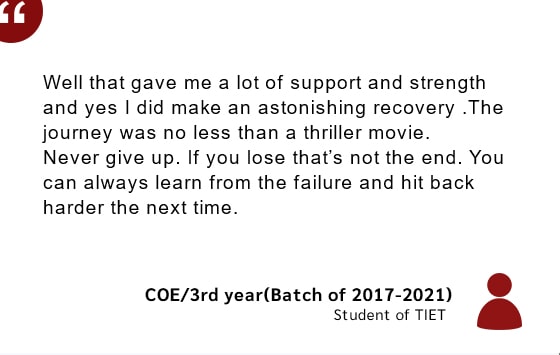 “
Well that gave me a lot of support and strength
and yes I did make an astonishing recovery .The
journey was no less than a thriller movie.
Never give up. If you lose that’s not the end. You
can always learn from the failure and hit back
harder the next time.
COE/3rd year(Batch of 2017-2021)
Student of TIET